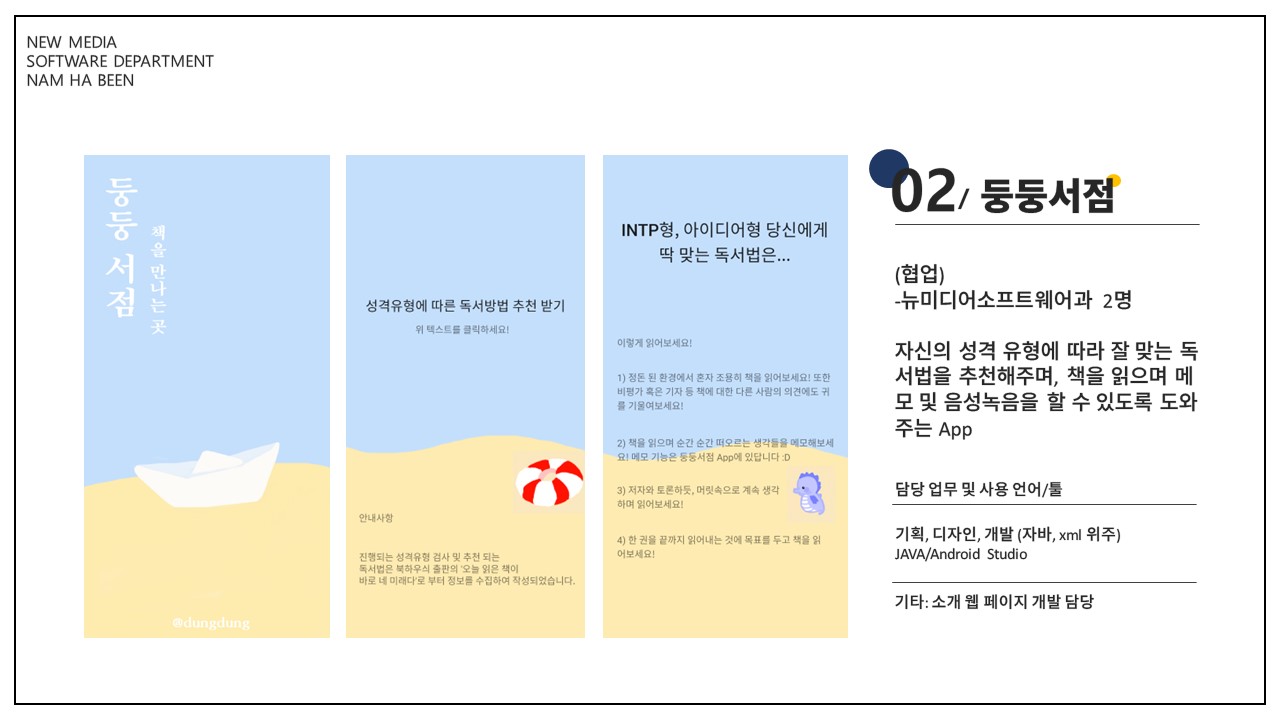 NEW MEDIA
SOFTWARE DEPARTMENT
NAM HA BEEN
둥둥 서점
책을 만나는 곳
@dungdung
성격유형에 따른 독서방법 추천 받기
위 텍스트를 클릭하세요!
안내사항
진행되는 성격유형 검사 및 추천 되는
독서법은 북하우스 출판의 '오늘 읽은 책이
바로 네 미래다'로 부터 정보를 수집하여 작성되었습니다.
INTP형, 아이디어형 당신에게
딱 맞는 독서법은...
이렇게 읽어보세요!
1) 정돈 된 환경에서 혼자 조용히 책을 읽어보세요! 또한
비평가 혹은 기자 등 책에 대한 다른 사람의 의견에도 귀
를 기울여보세요!
2) 책을 읽으며 순간 순간 떠오르는 생각들을 메모해보세
요! 메모 기능은 둥둥서점 App에 있답니다 :D
3) 저자와 토론하듯, 머릿속으로 계속 생각
하며 읽어보세요!
4) 한 권을 끝까지 읽어내는 것에 목표를 두고 책을 읽
어보세요!
02/ 둥둥서점
(협업)
-뉴미디어소프트웨어과 2명
자신의 성격 유형에 따라 잘 맞는 독
서법을 추천해주며, 책을 읽으며 메
모 및 음성녹음을 할 수 있도록 도와
주는 App
담당 업무 및 사용 언어/툴
기획, 디자인, 개발 (자바, xml 위주)
JAVA/Android Studio
기타: 소개 웹 페이지 개발 담당